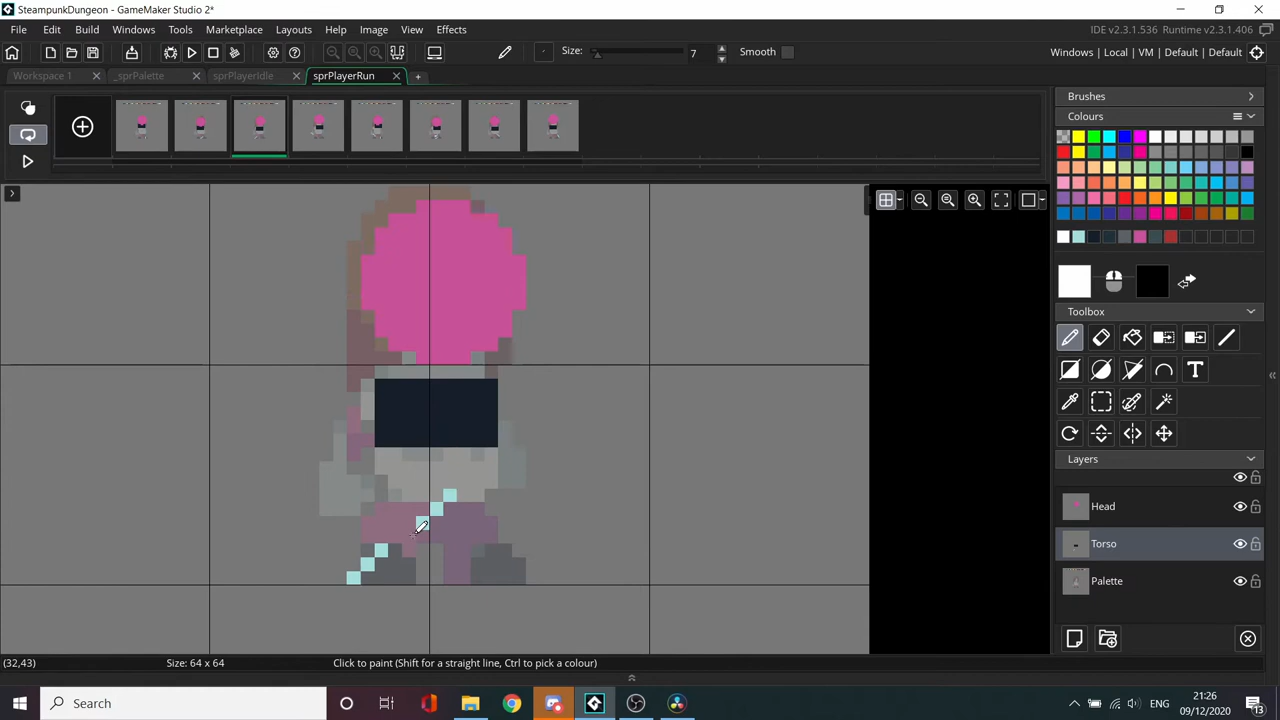 SteampunkDungeon - GameMaker Studio 2*
File Edit Build Windows Tools Marketplace Layouts Help Image View Effects
IDE v2.3.1.536 Runtime v2.3.1.406
Size: 7 Smooth
Windows | Local | VM | Default | Default
Workspace 1 _sprPalette sprPlayerIdle sprPlayerRun
Brushes
Colours
Toolbox
T
Layers
Head
Torso
Palette
(32,43) Size: 64 x 64 Click to paint (Shift for a straight line, Ctrl to pick a colour)
Search
ENG
21:26
09/12/2020
13